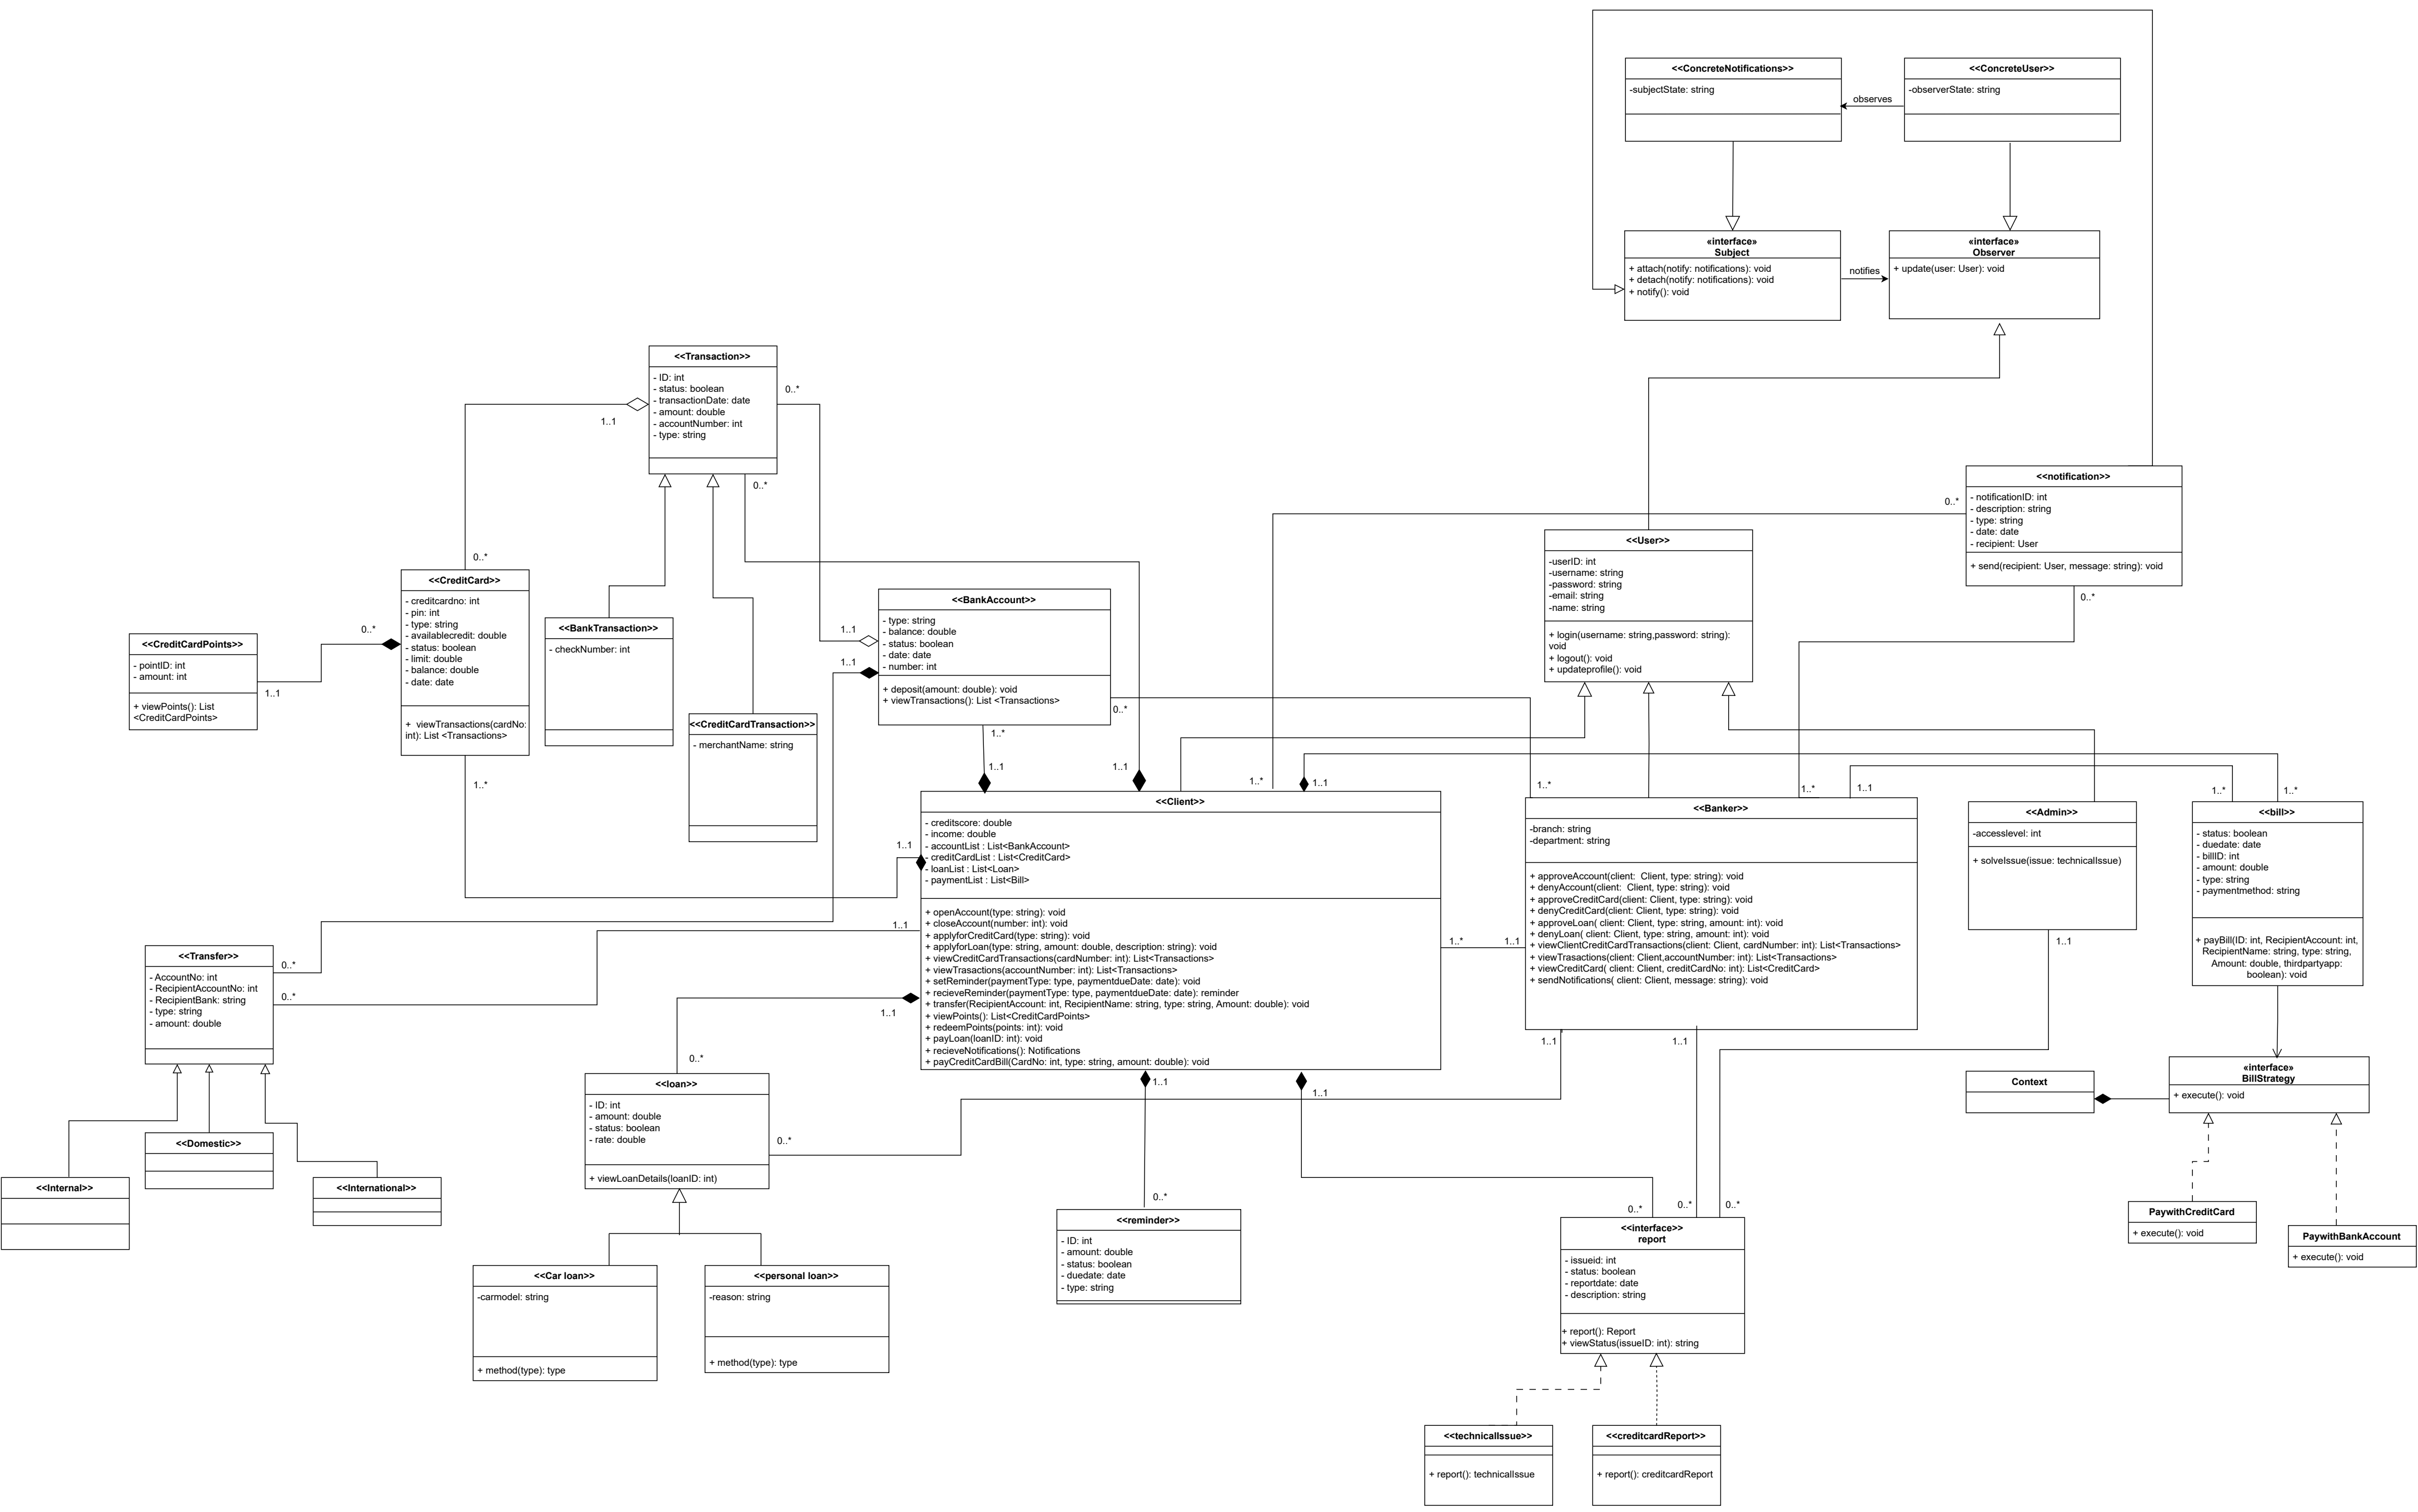 <<ConcreteNotifications>>
-subjectState: string
observes
<<ConcreteUser>>
-observerState: string
«interface»
Subject
+ attach(notify: notifications): void
+ detach(notify: notifications): void
+ notify(): void
notifies
«interface»
Observer
+ update(user: User): void
<<Transaction>>
- ID: int
- status: boolean
- transactionDate: date
- amount: double
- accountNumber: int
- type: string
0..*
1..1
0..*
0..*
<<notification>>
- notificationID: int
- description: string
- type: string
- date: date
- recipient: User
+ send(recipient: User, message: string): void
0..*
0..*
<<User>>
-userID: int
-username: string
-password: string
-email: string
-name: string
+ login(username: string,password: string):
void
+ logout(): void
+ updateprofile(): void
<<CreditCard>>
- creditcardno: int
- pin: int
- type: string
- availablecredit: double
- status: boolean
- limit: double
- balance: double
- date: date
+  viewTransactions(cardNo:
int): List <Transactions>
0..*
1..1
1..*
<<CreditCardPoints>>
- pointID: int
- amount: int
+ viewPoints(): List
<CreditCardPoints>
<<BankTransaction>>
- checkNumber: int
<<CreditCardTransaction>>
- merchantName: string
<<BankAccount>>
- type: string
- balance: double
- status: boolean
- date: date
- number: int
+ deposit(amount: double): void
+ viewTransactions(): List <Transactions>
1..1
1..1
0..*
1..*
1..1
1..1
1..*
1..1
1..*
1..*
1..1
1..*
1..*
<<Client>>
- creditscore: double
- income: double
- accountList : List<BankAccount>
- creditCardList : List<CreditCard>
- loanList : List<Loan>
- paymentList : List<Bill>
+ openAccount(type: string): void
+ closeAccount(number: int): void
+ applyforCreditCard(type: string): void
+ applyforLoan(type: string, amount: double, description: string): void
+ viewCreditCardTransactions(cardNumber: int): List<Transactions>
+ viewTrasactions(accountNumber: int): List<Transactions>
+ setReminder(paymentType: type, paymentdueDate: date): void
+ recieveReminder(paymentType: type, paymentdueDate: date): reminder
+ transfer(RecipientAccount: int, RecipientName: string, type: string, Amount: double): void
+ viewPoints(): List<CreditCardPoints>
+ redeemPoints(points: int): void
+ payLoan(loanID: int): void
+ recieveNotifications(): Notifications
+ payCreditCardBill(CardNo: int, type: string, amount: double): void
1..1
1..1
1..1
1..1
1..1
1..*
1..1
<<Banker>>
-branch: string
-department: string
+ approveAccount(client:  Client, type: string): void
+ denyAccount(client:  Client, type: string): void
+ approveCreditCard(client: Client, type: string): void
+ denyCreditCard(client: Client, type: string): void
+ approveLoan( client: Client, type: string, amount: int): void
+ denyLoan( client: Client, type: string, amount: int): void
+ viewClientCreditCardTransactions(client: Client, cardNumber: int): List<Transactions>
+ viewTrasactions(client: Client,accountNumber: int): List<Transactions>
+ viewCreditCard( client: Client, creditCardNo: int): List<CreditCard>
+ sendNotifications( client: Client, message: string): void
1..1
1..1
<<Admin>>
-accesslevel: int
+ solveIssue(issue: technicalIssue)
1..1
<<bill>>
- status: boolean
- duedate: date
- billID: int
- amount: double
- type: string
- paymentmethod: string
+ payBill(ID: int, RecipientAccount: int,
RecipientName: string, type: string,
Amount: double, thirdpartyapp:
boolean): void
<<Transfer>>
- AccountNo: int
- RecipientAccountNo: int
- RecipientBank: string
- type: string
- amount: double
0..*
0..*
<<Internal>>
<<Domestic>>
<<International>>
0..*
<<loan>>
- ID: int
- amount: double
- status: boolean
- rate: double
+ viewLoanDetails(loanID: int)
0..*
<<Car loan>>
-carmodel: string
+ method(type): type
<<personal loan>>
-reason: string
+ method(type): type
0..*
<<reminder>>
- ID: int
- amount: double
- status: boolean
- duedate: date
- type: string
0..*
0..*
0..*
<<interface>>
report
- issueid: int
- status: boolean
- reportdate: date
- description: string
+ report(): Report
+ viewStatus(issueID: int): string
<<technicalIssue>>
+ report(): technicalIssue
<<creditcardReport>>
+ report(): creditcardReport
Context
«interface»
BillStrategy
+ execute(): void
PaywithCreditCard
+ execute(): void
PaywithBankAccount
+ execute(): void